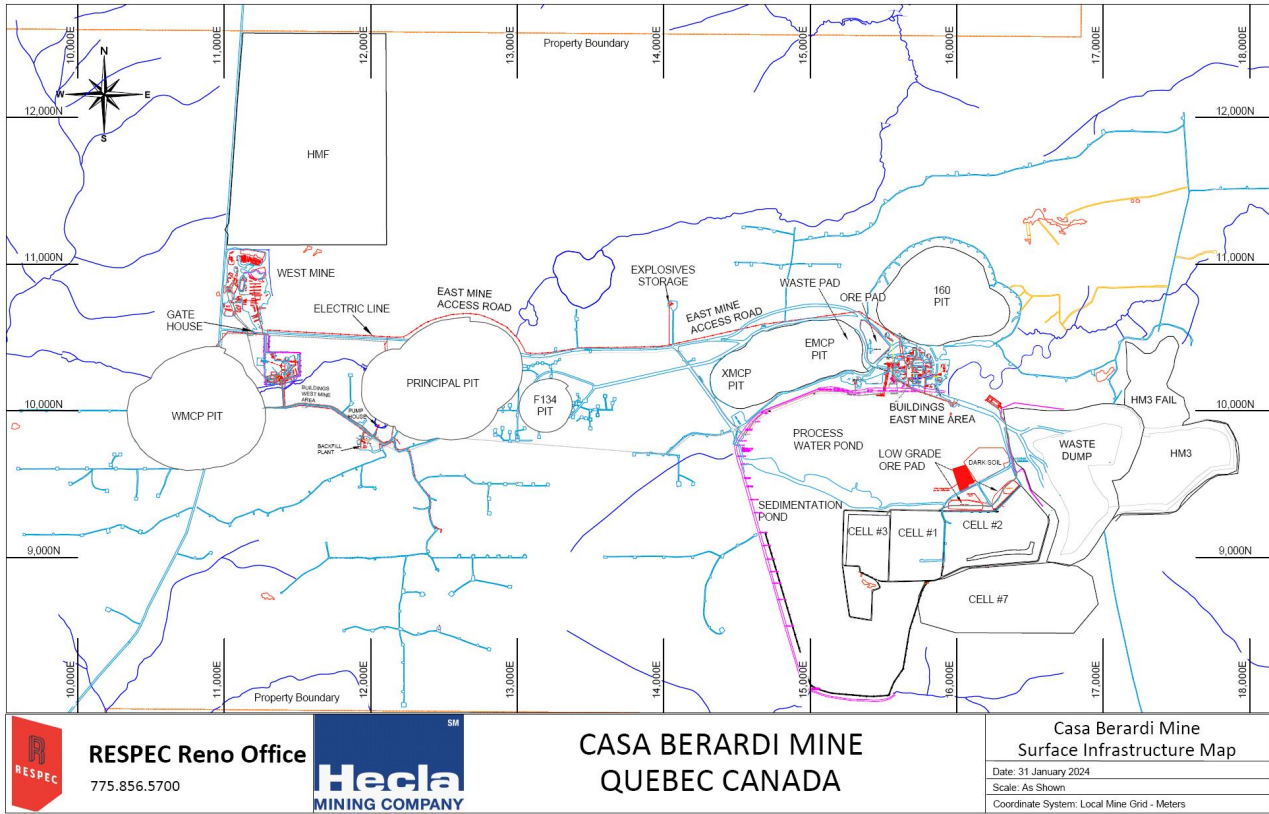 10,000E
11,000E
12,000E
13,000E
14,000E
15,000E
16,000E
17,000E
18,000E
Property Boundary
N
W
E
S
12,000N
12,000N
HMF
11,000N
11,000N
WEST MINE
EXPLOSIVES
STORAGE
WASTE PAD
ORE PAD
160
PIT
EAST MINE
ACCESS ROAD
ELECTRIC LINE
GATE
HOUSE
EAST MINE
ACCESS ROAD
EMCP
PIT
XMCP
PIT
PRINCIPAL PIT
F134
PIT
BUILDINGS
WEST MINE
AREA
WMCP PIT
PUMP
HOUSE
BACKFILL
PLANT
10,000N
10,000N
HM3 FAIL
BUILDINGS
EAST MINE AREA
PROCESS
WATER POND
WASTE
DUMP
HM3
LOW GRADE
ORE PAD
DARK SOIL
SEDIMENTATION
POND
CELL #3
CELL #1
CELL #2
9,000N
9,000N
CELL #7
10,000E
11,000E
12,000E
13,000E
14,000E
15,000E
16,000E
17,000E
18,000E
Property Boundary
R
RESPEC
RESPEC Reno Office
775.856.5700
SM
Hecla
MINING COMPANY
CASA BERARDI MINE
QUEBEC CANADA
Casa Berardi Mine
Surface Infrastructure Map
Date: 31 January 2024
Scale: As Shown
Coordinate System: Local Mine Grid - Meters